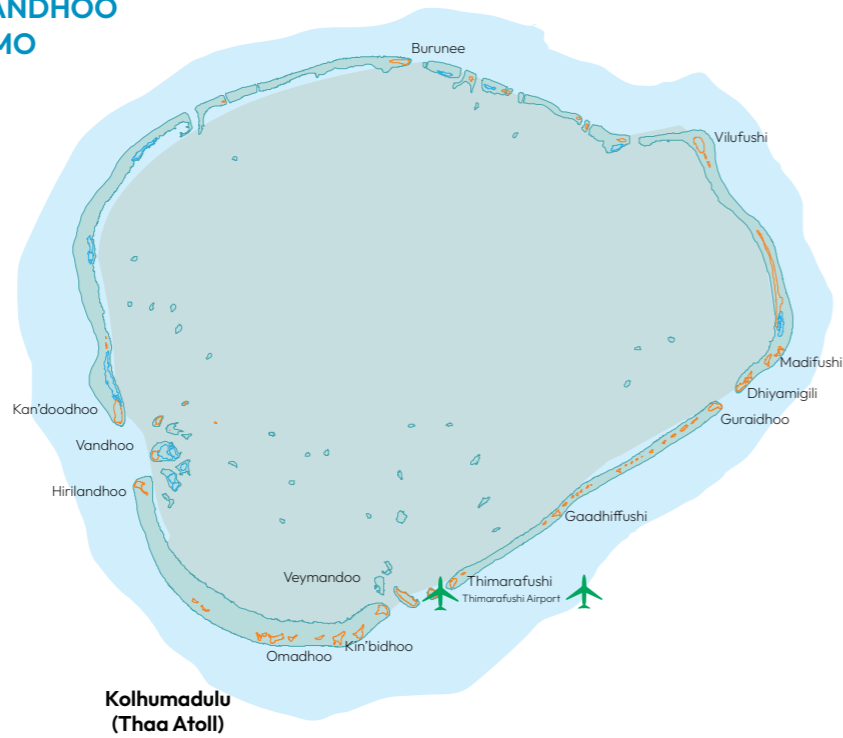 ANDHOO
MO
Burunee
Vilufushi
Madifushi
Dhiyamigili
Guraidhoo
Kan'doodhoo
Vandhoo
Hirilandhoo
Gaadhiffushi
Veymandoo
Thimarafushi
Thimarafushi Airport
Kin'bidhoo
Omadhoo
Kolhumadulu
(Thaa Atoll)